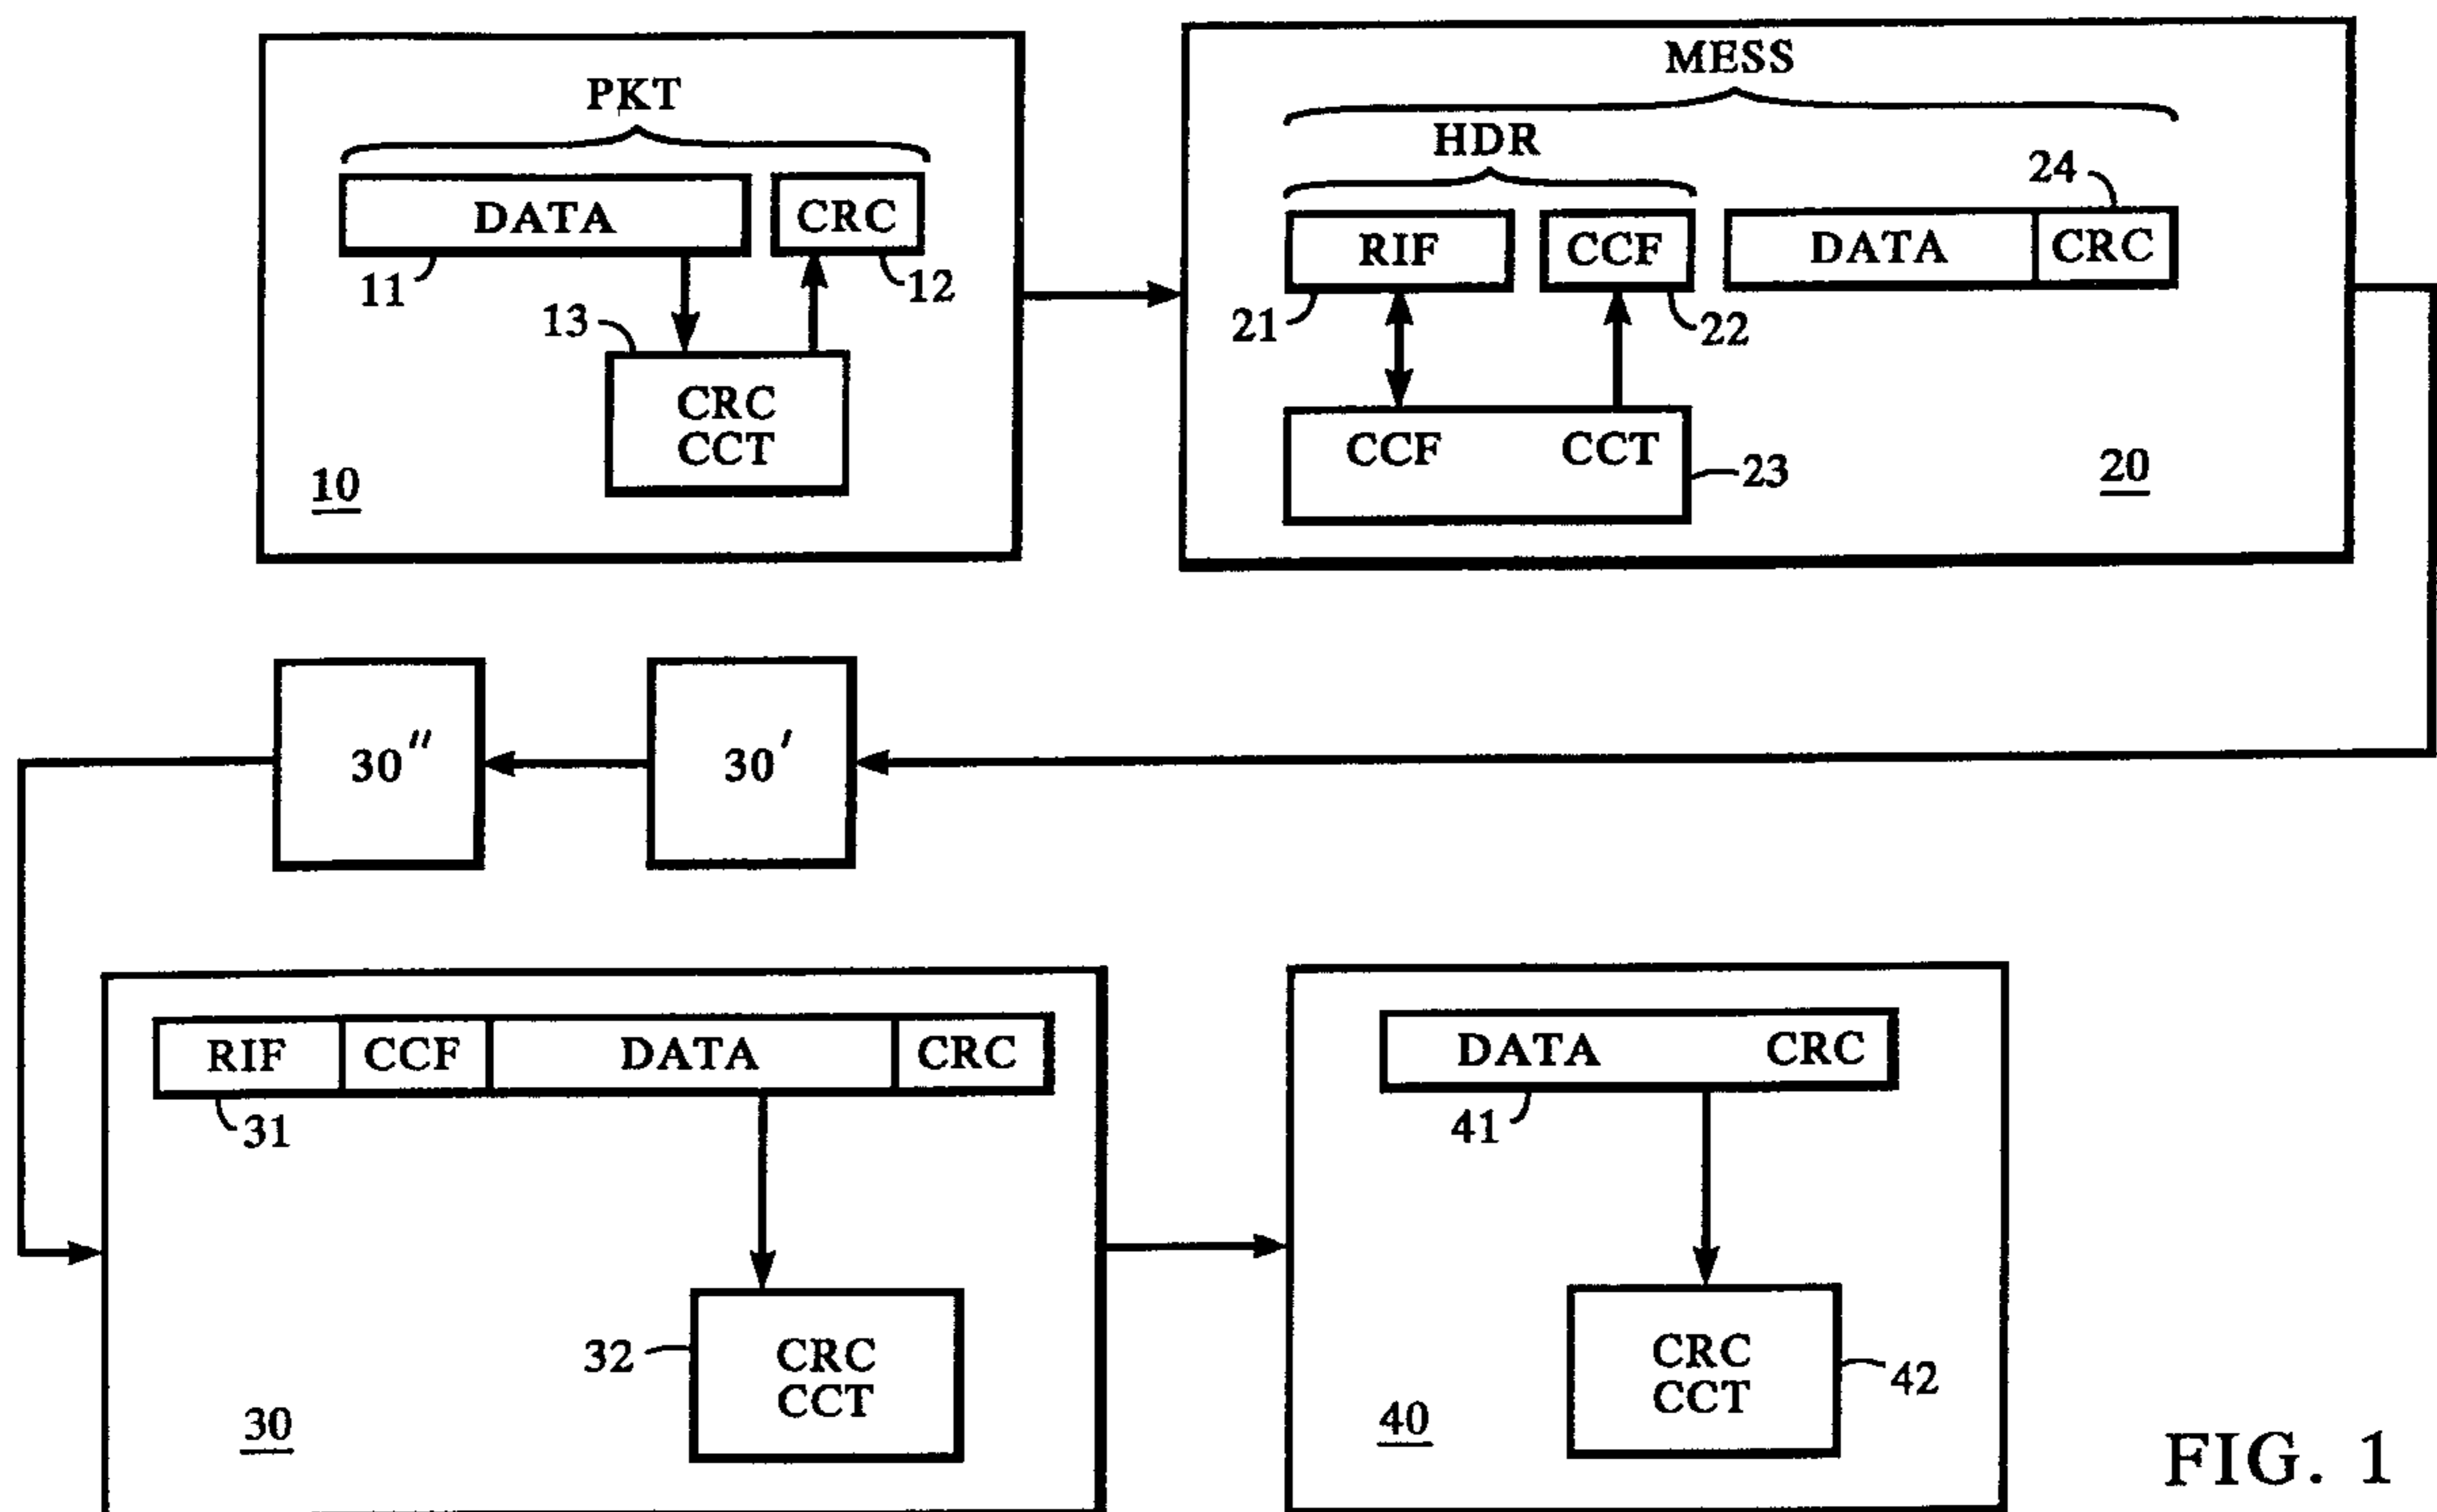 PKT
DATA CRC
11 12
13
CRC
CCT
10
MESS
HDR
24
RIF CCF DATA CRC
21 22
CCF CCT
23
20
30" 30'
RIF CCF DATA CRC
31
32
CRC
CCT
30
DATA CRC
41
CRC
CCT
42
40
FIG. 1